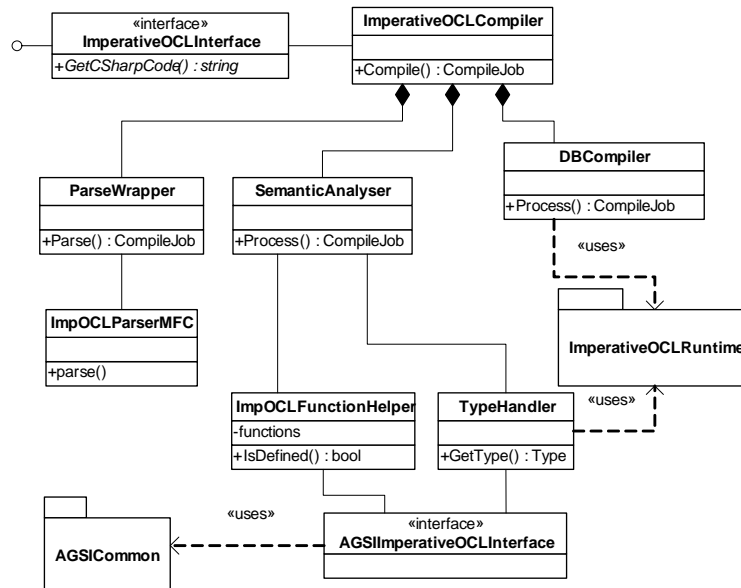 «interface»
ImperativeOCLInterface
+GetCSharpCode() : string
ImperativeOCLCompiler
+Compile() : CompileJob
DBCompiler
+Process() : CompileJob
ParseWrapper
+Parse() : CompileJob
SemanticAnalyser
+Process() : CompileJob
«uses»
ImpOCLParserMFC
+parse()
ImperativeOCLRuntime
ImpOCLFunctionHelper
-functions
+IsDefined() : bool
TypeHandler
+GetType() : Type
«uses»
«uses»
AGSICommon
«interface»
AGSIImperativeOCLInterface